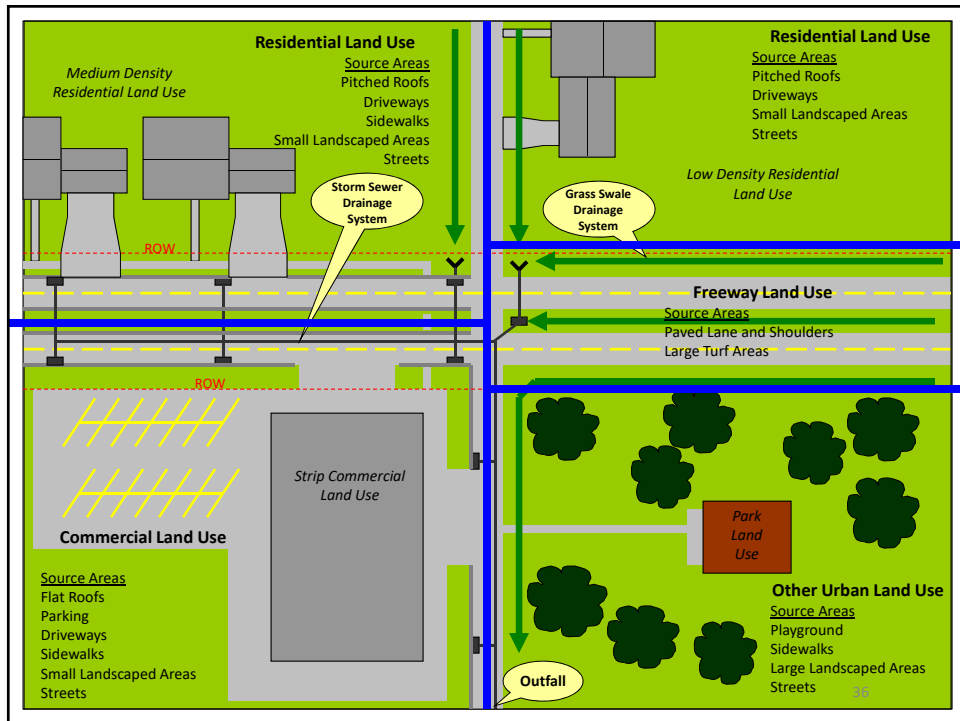 Residential Land Use
Source Areas
Pitched Roofs
Driveways
Sidewalks
Small Landscaped Areas
Streets
Medium Density
Residential Land Use
Storm Sewer
Drainage
System
ROW
Residential Land Use
Source Areas
Pitched Roofs
Driveways
Small Landscaped Areas
Streets
Low Density Residential
Land Use
Grass Swale
Drainage
System
Freeway Land Use
Source Areas
Paved Lane and Shoulders
Large Turf Areas
ROW
Strip Commercial
Land Use
Commercial Land Use
Source Areas
Flat Roofs
Parking
Driveways
Sidewalks
Small Landscaped Areas
Streets
Park
Land
Use
Other Urban Land Use
Source Areas
Playground
Sidewalks
Large Landscaped Areas
Streets
Outfall
36